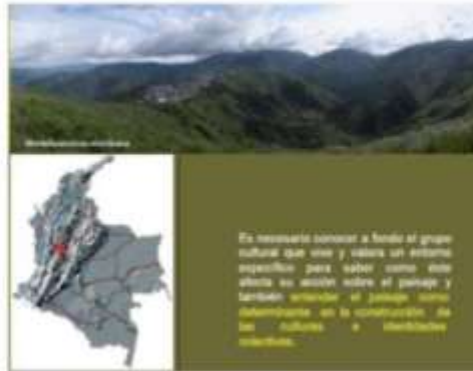 Es necesario conocer a fondo el grupo
cultural que vive y valora un entorno
específico para saber como éste
afecta su acción sobre el paisaje y
también entender el paisaje como
determinante en la construcción de
las culturas e identidades
colectivas.